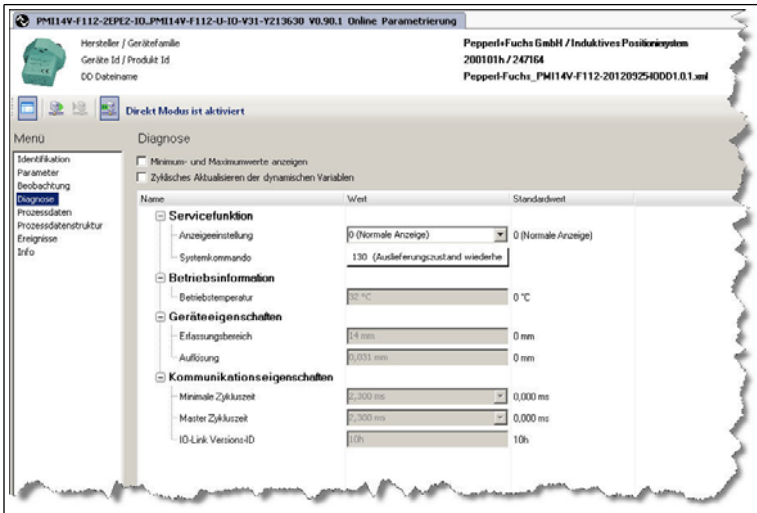 PMI14V-F112-2EPE2-IO..PMI14V-F112-U-IO-V31-Y213630 V0.90.1 Online Parametrierung
Hersteller / Gerätefamilie Pepperl+Fuchs GmbH / Induktives Positioniersystem
Geräte Id / Produkt Id 200101h / 247164
DD Dateiname Pepperl-Fuchs_PMI14V-F112-20120925IODD1.0.1.xml
Direkt Modus ist aktiviert
Menü
Identifikation
Parameter
Beobachtung
Diagnose
Prozessdaten
Prozessdatenstruktur
Ereignisse
Info
Diagnose
Minimum- und Maximumwerte anzeigen
Zyklisches Aktualisieren der dynamischen Variablen
Name Wert Standardwert
Servicefunktion
Anzeigeeinstellung 0 (Normale Anzeige) 0 (Normale Anzeige)
Systemkommando 130 (Auslieferungszustand wiederhe
Betriebsinformation
Betriebstemperatur 32 °C 0 °C
Geräteeigenschaften
Erfassungsbereich 14 mm 0 mm
Auflösung 0,031 mm 0 mm
Kommunikationseigenschaften
Minimale Zykluszeit 2,300 ms 0,000 ms
Master Zykluszeit 2,300 ms 0,000 ms
IO-Link Versions-ID 10h 10h